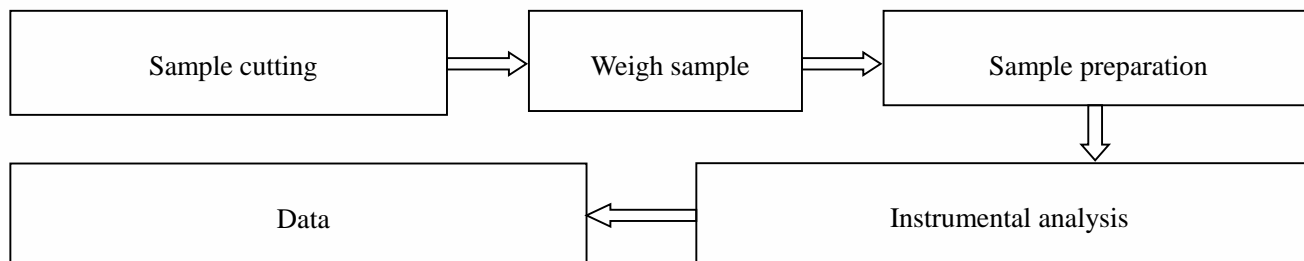 Sample cutting
Weigh sample
Sample preparation
Instrumental analysis
Data